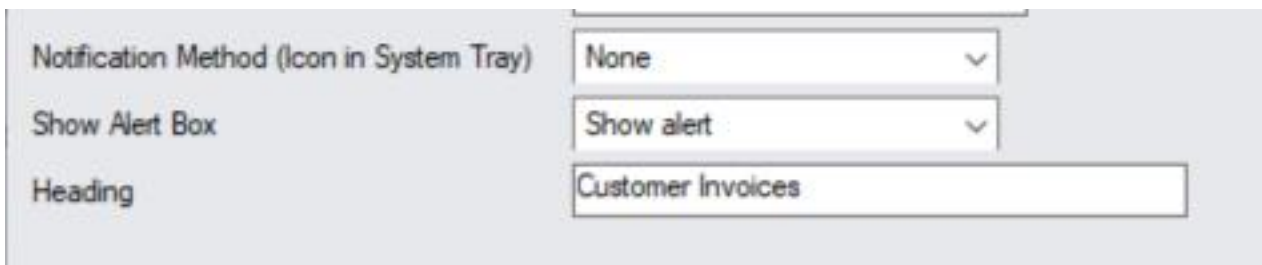 Notification Method (Icon in System Tray) None
Show Alert Box Show alert
Heading Customer Invoices